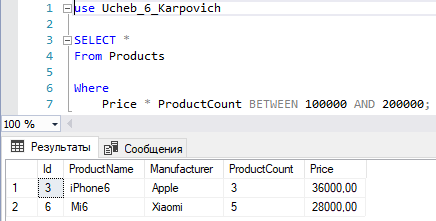 1 use Ucheb_6_Karpovich
2
3 SELECT *
4 From Products
5
6 Where
7 Price * ProductCount BETWEEN 100000 AND 200000;
100 %
Результаты Сообщения
Id ProductName Manufacturer ProductCount Price
1 3 iPhone6 Apple 3 36000,00
2 6 Mi6 Xiaomi 5 28000,00